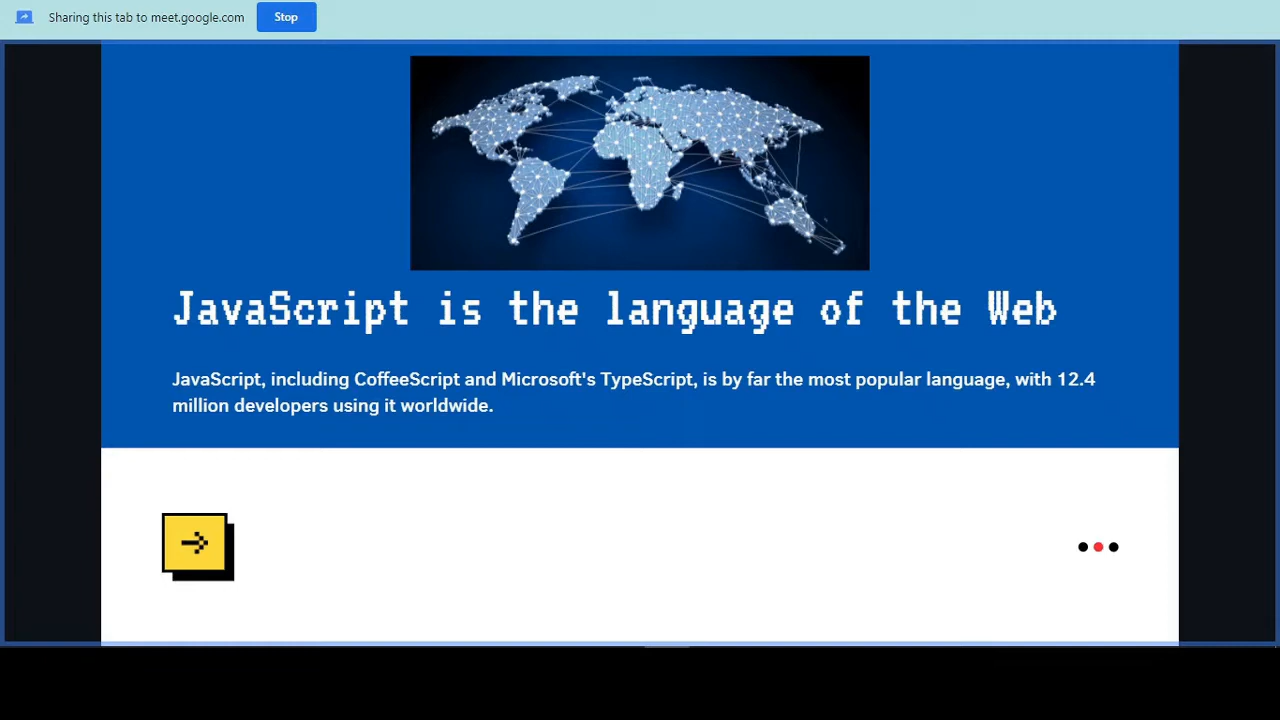 Sharing this tab to meet.google.com Stop
JavaScript is the language of the Web
JavaScript, including CoffeeScript and Microsoft's TypeScript, is by far the most popular language, with 12.4
million developers using it worldwide.